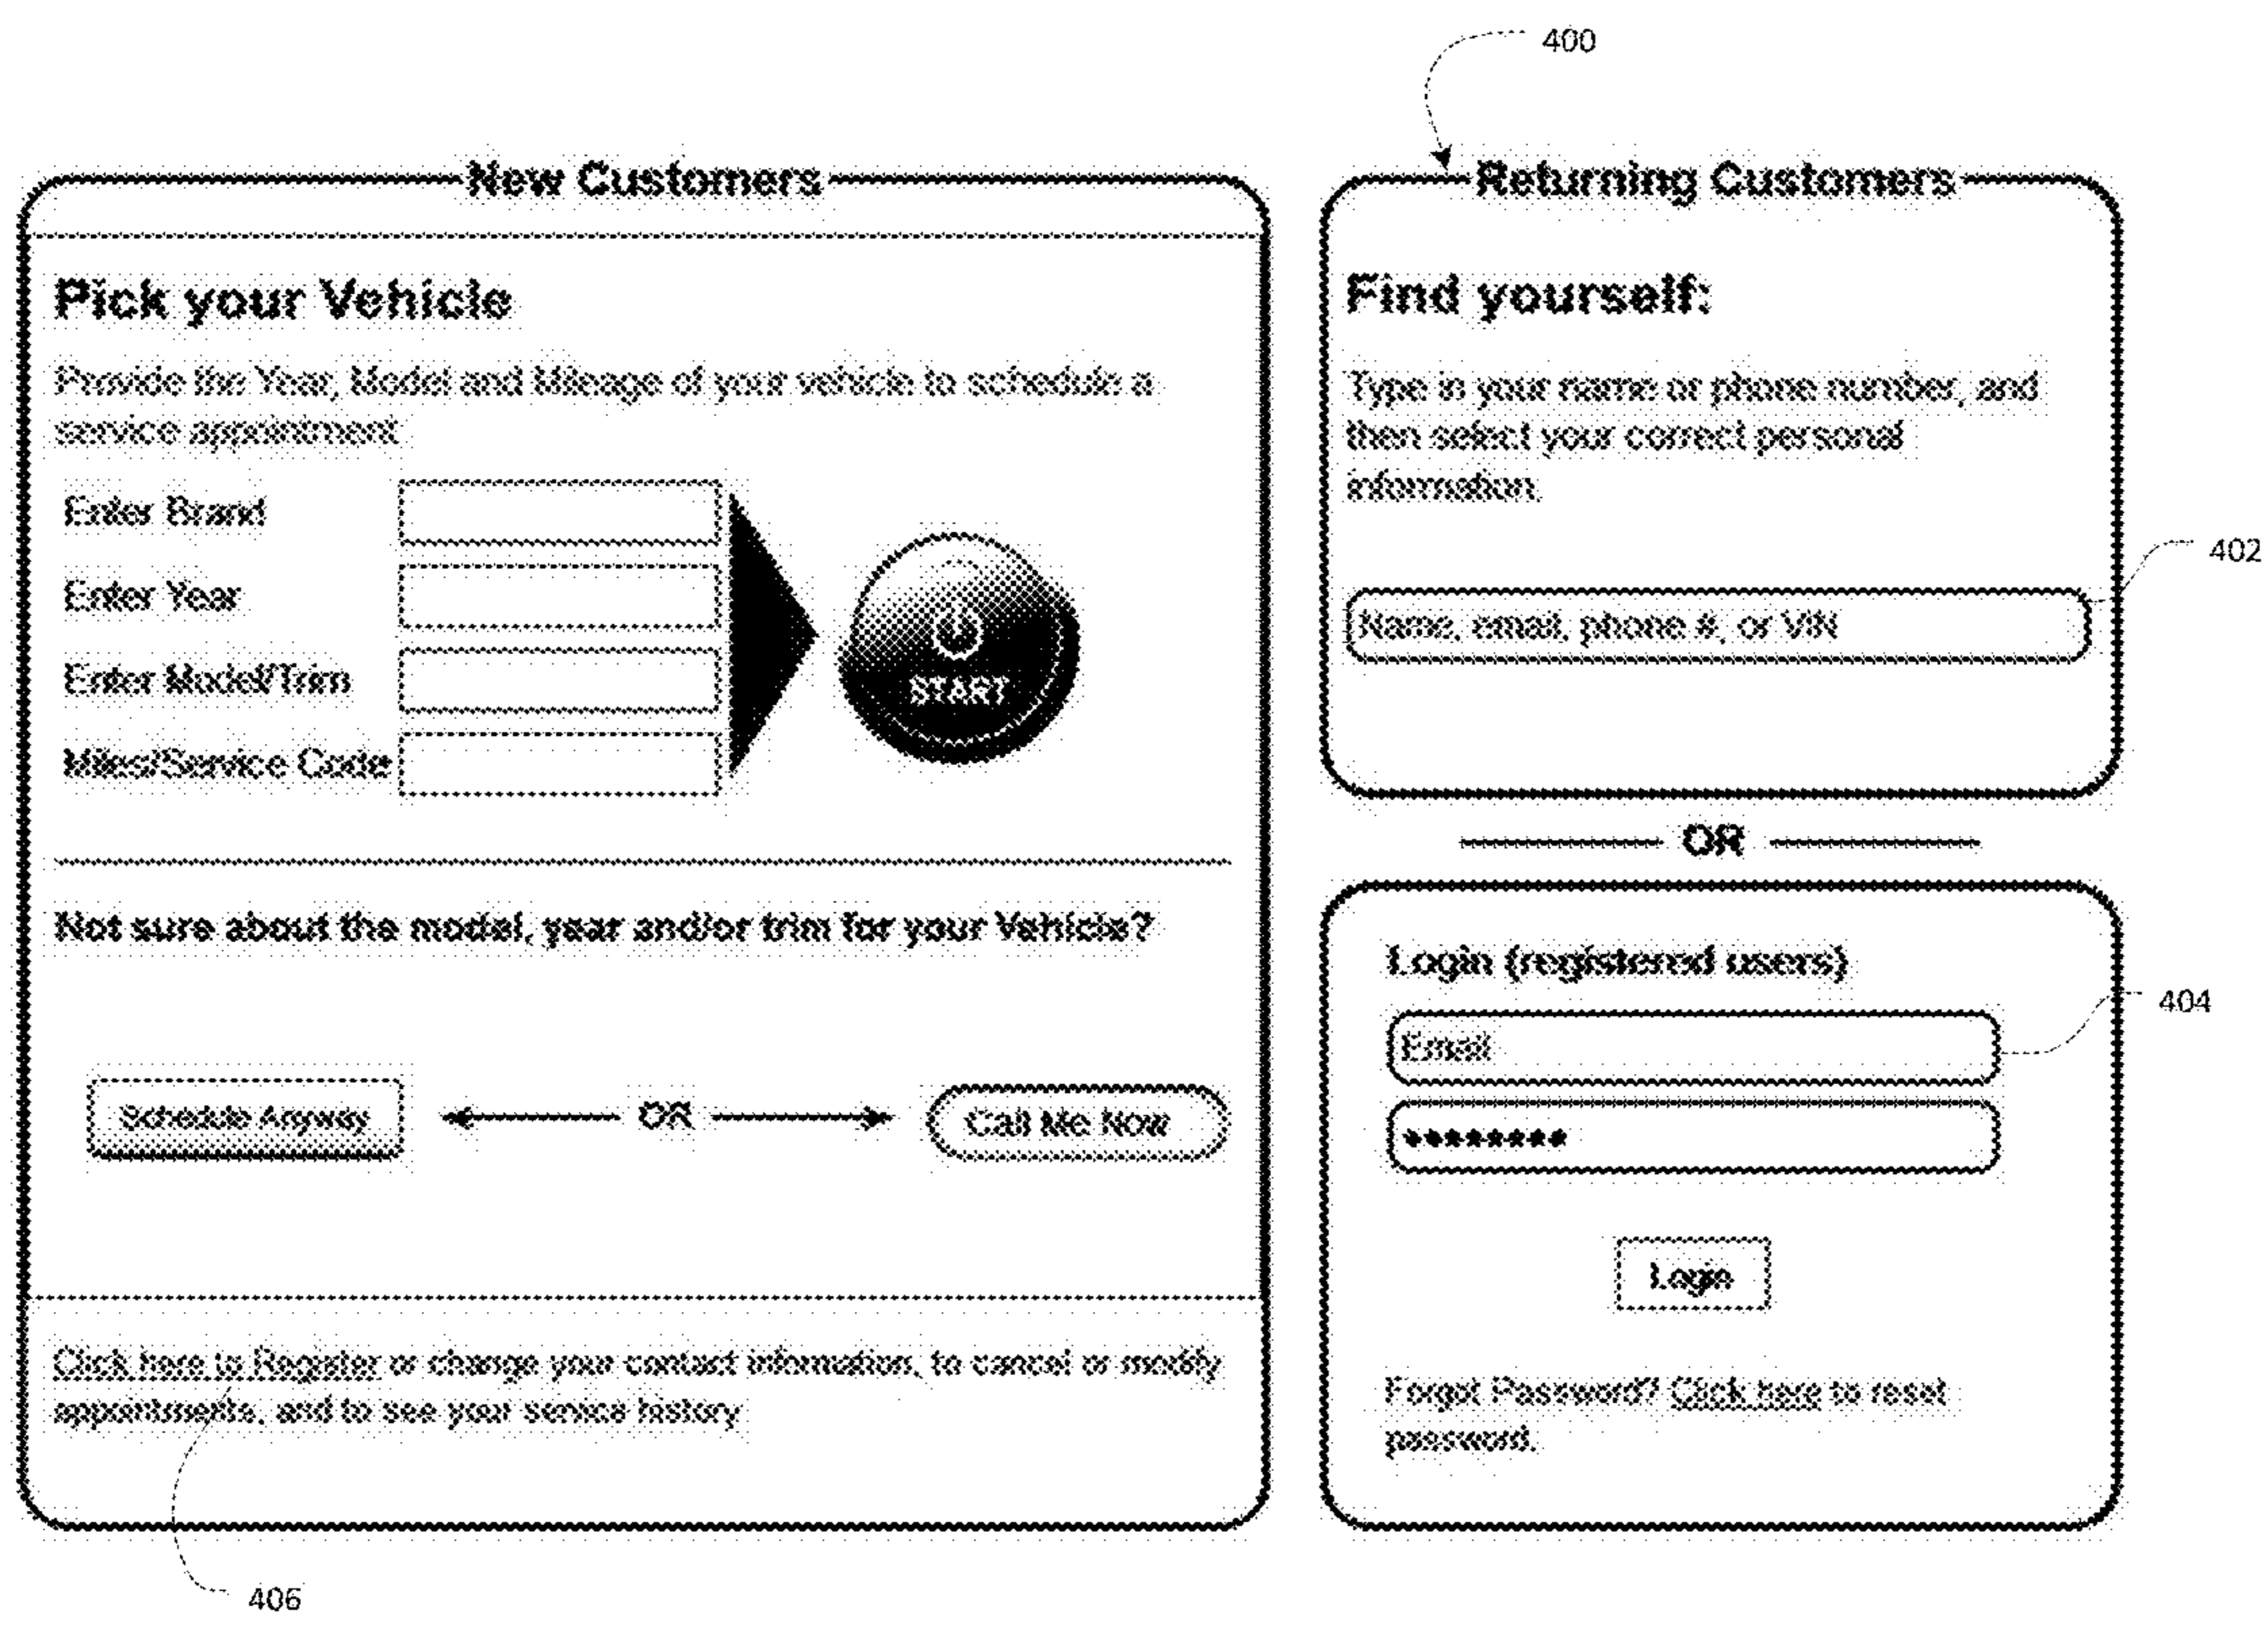 400
New Customers
Pick your Vehicle
Provide the Year, Model and Mileage of your vehicle to schedule a
service appointment
Enter Brand
Enter Year
Enter Model/Trim
Miles/Service Code
START
Not sure about the model, year and/or trim for your Vehicle?
Schedule Anyway
OR
Call Me Now
Click here to Register or change your contact information, to cancel or modify
appointments, and to see your service history
406
Returning Customers
Find yourself:
Type in your name or phone number, and
then select your correct personal
information.
402
Name, email, phone #, or VIN
OR
Login (registered users)
404
Email
********
Login
Forgot Password? Click here to reset
password.